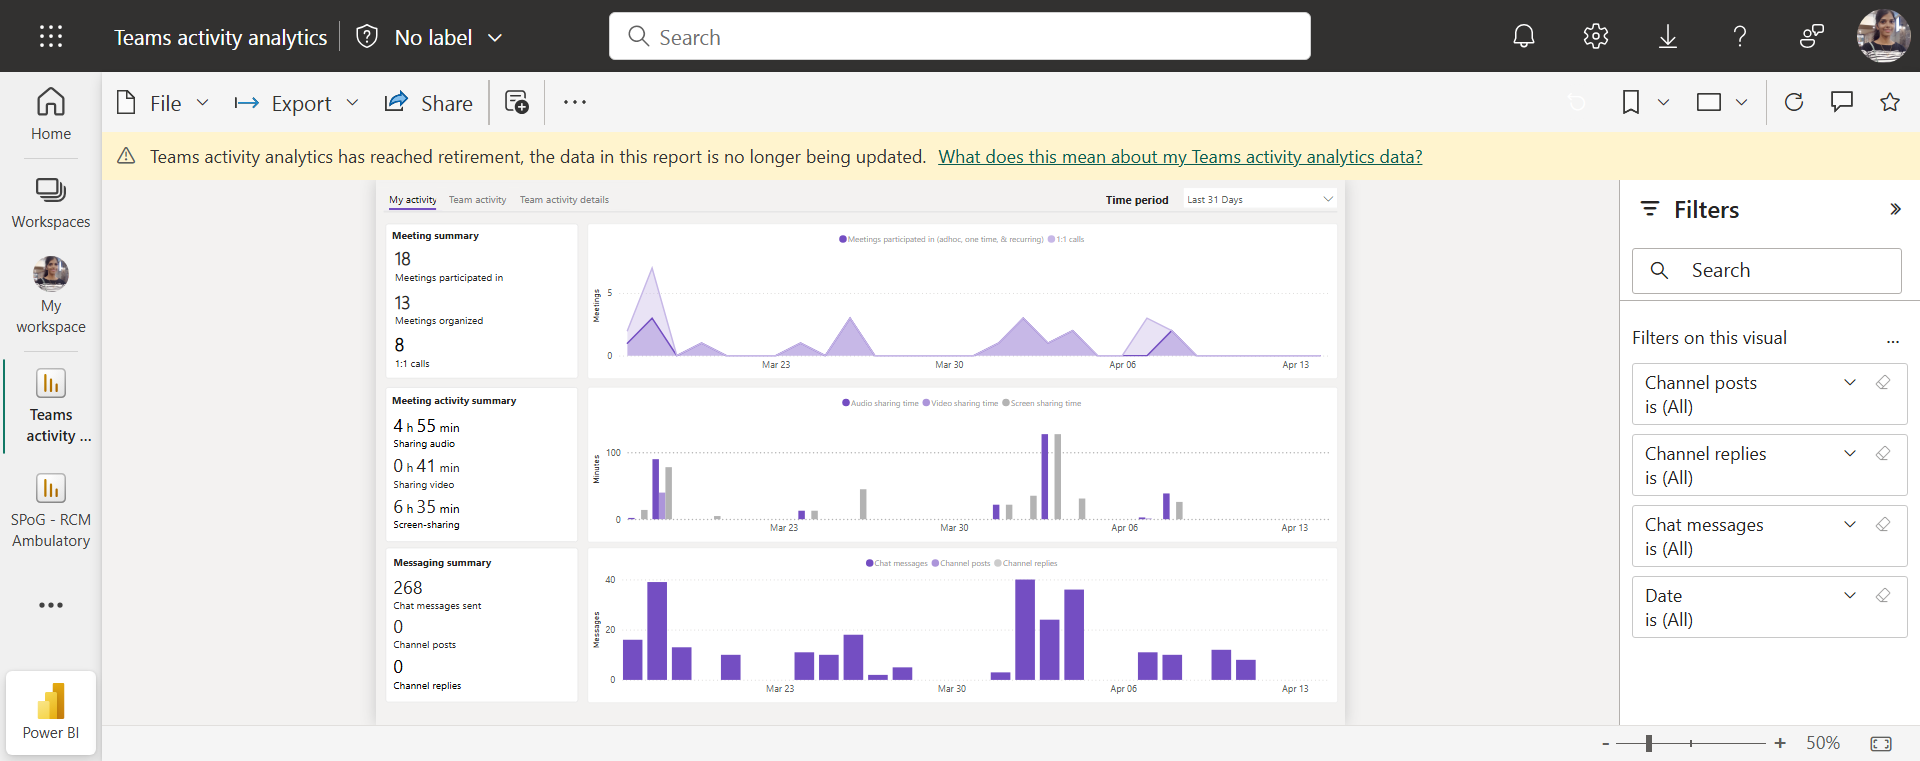 Teams activity analytics
No label
Search
File
Export
Share
Home
Workspaces
My
workspace
Teams
activity ...
SPoG - RCM
Ambulatory
Power BI
Teams activity analytics has reached retirement, the data in this report is no longer being updated. What does this mean about my Teams activity analytics data?
My activity Team activity Team activity details
Time period
Last 31 Days
Meeting summary
18
Meetings participated in
13
Meetings organized
8
1:1 calls
Meetings participated in (adhoc, one time, & recurring) 1:1 calls
Meetings
5
0
Mar 23 Mar 30 Apr 06 Apr 13
Meeting activity summary
4 h 55 min
Sharing audio
0 h 41 min
Sharing video
6 h 35 min
Screen-sharing
Audio sharing time Video sharing time Screen sharing time
Minutes
100
0
Mar 23 Mar 30 Apr 06 Apr 13
Messaging summary
268
Chat messages sent
0
Channel posts
0
Channel replies
Chat messages Channel posts Channel replies
Messages
40
20
0
Mar 23 Mar 30 Apr 06 Apr 13
Filters
Search
Filters on this visual
...
Channel posts
is (All)
Channel replies
is (All)
Chat messages
is (All)
Date
is (All)
- + 50%